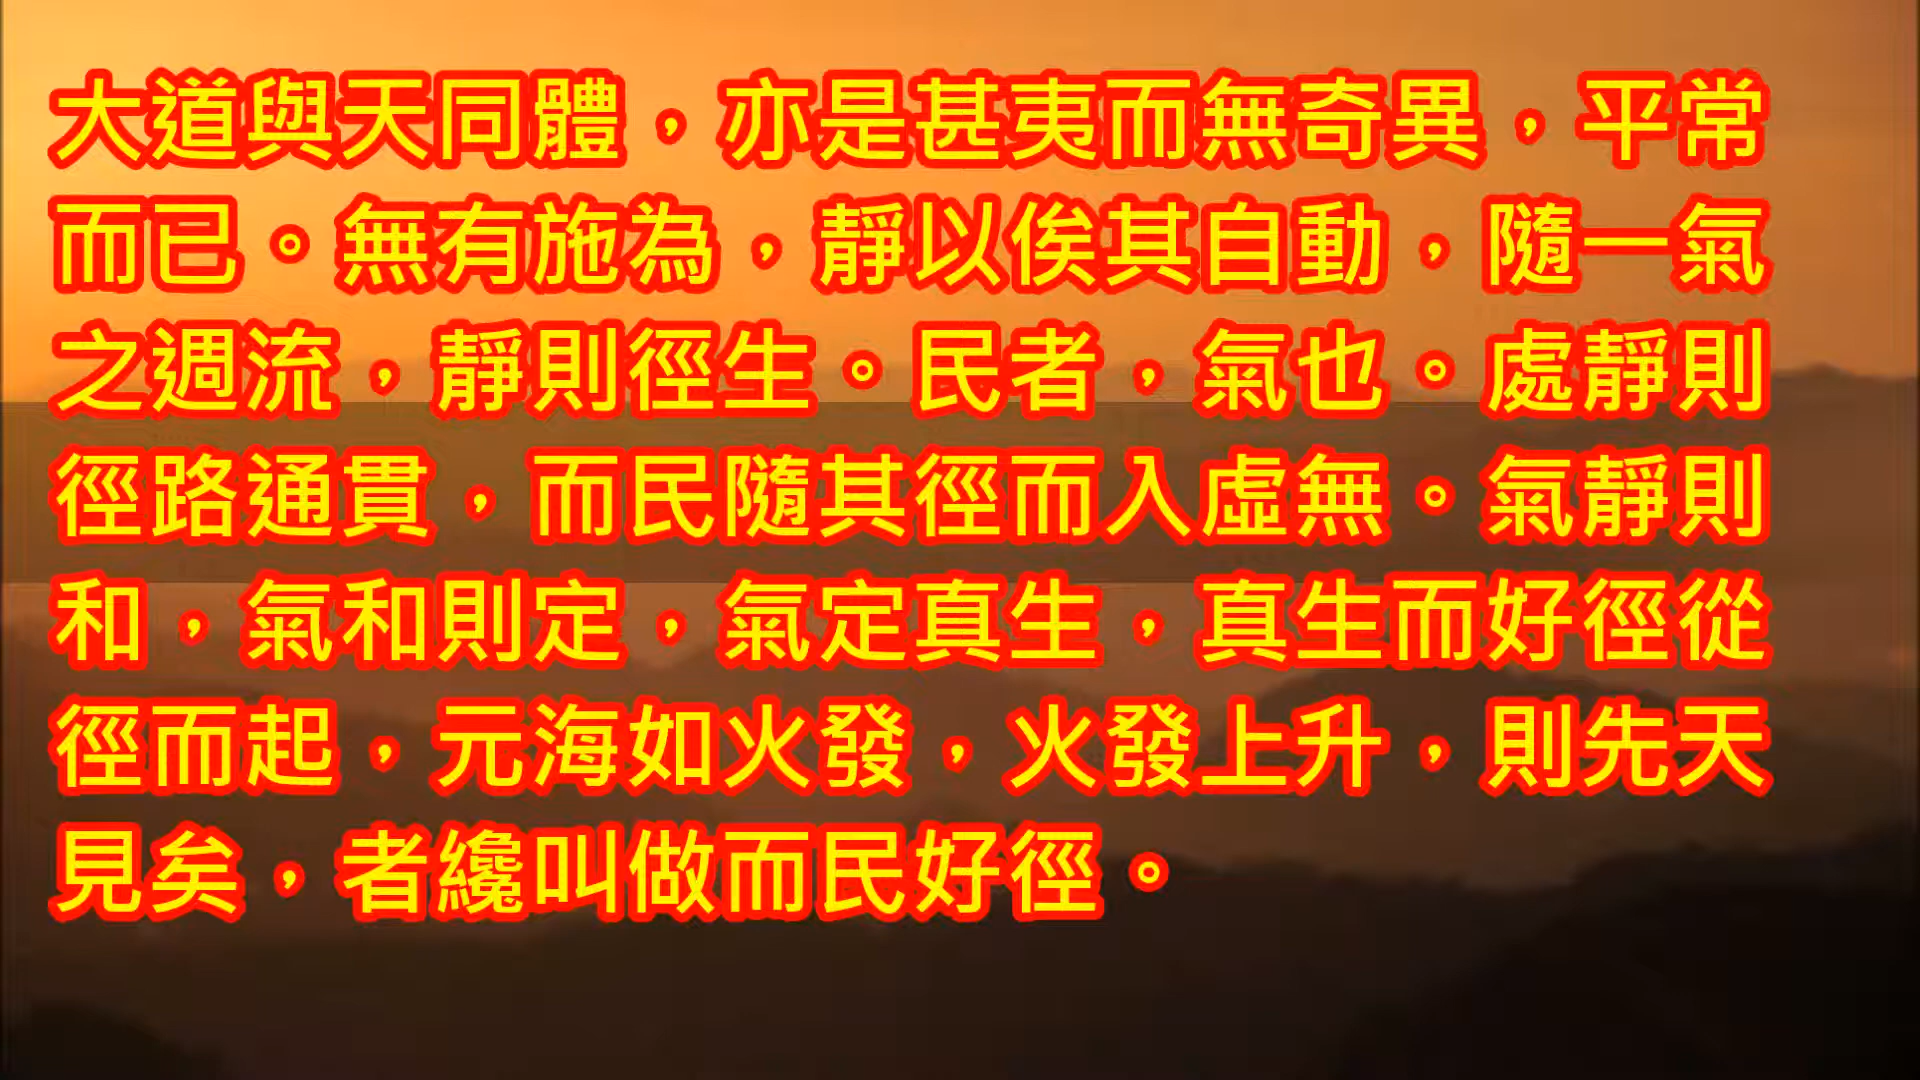 大道與天同體，亦是甚夷而無奇異，平常
而已。無有施為，靜以俟其自動，隨一氣
之週流，靜則徑生。民者，氣也。處靜則
徑路通貫，而民隨其徑而入虛無。氣靜則
和，氣和則定，氣定真生，真生而好徑從
徑而起，元海如火發，火發上升，則先天
見矣，者纔叫做而民好徑。